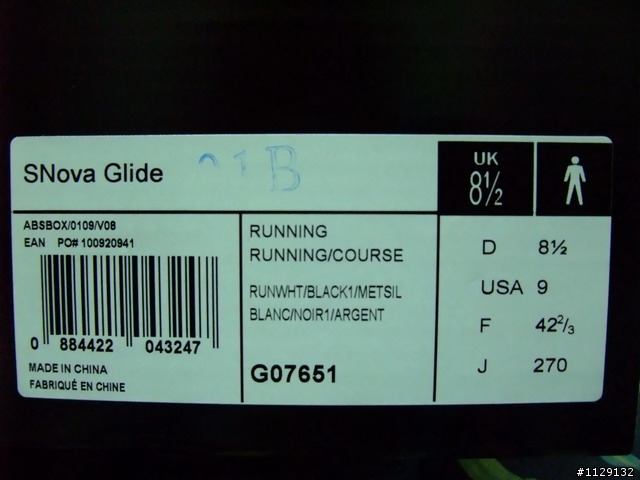 SNova Glide
B
UK
8½
ABSBOX/0109/V08
EAN PO# 100920941
0 884422 043247
MADE IN CHINA
FABRIQUÉ EN CHINE
RUNNING
RUNNING/COURSE
RUNWHT/BLACK1/METSIL
BLANC/NOIR1/ARGENT
G07651
D 8½
USA 9
F 42⅔
J 270
#1129132